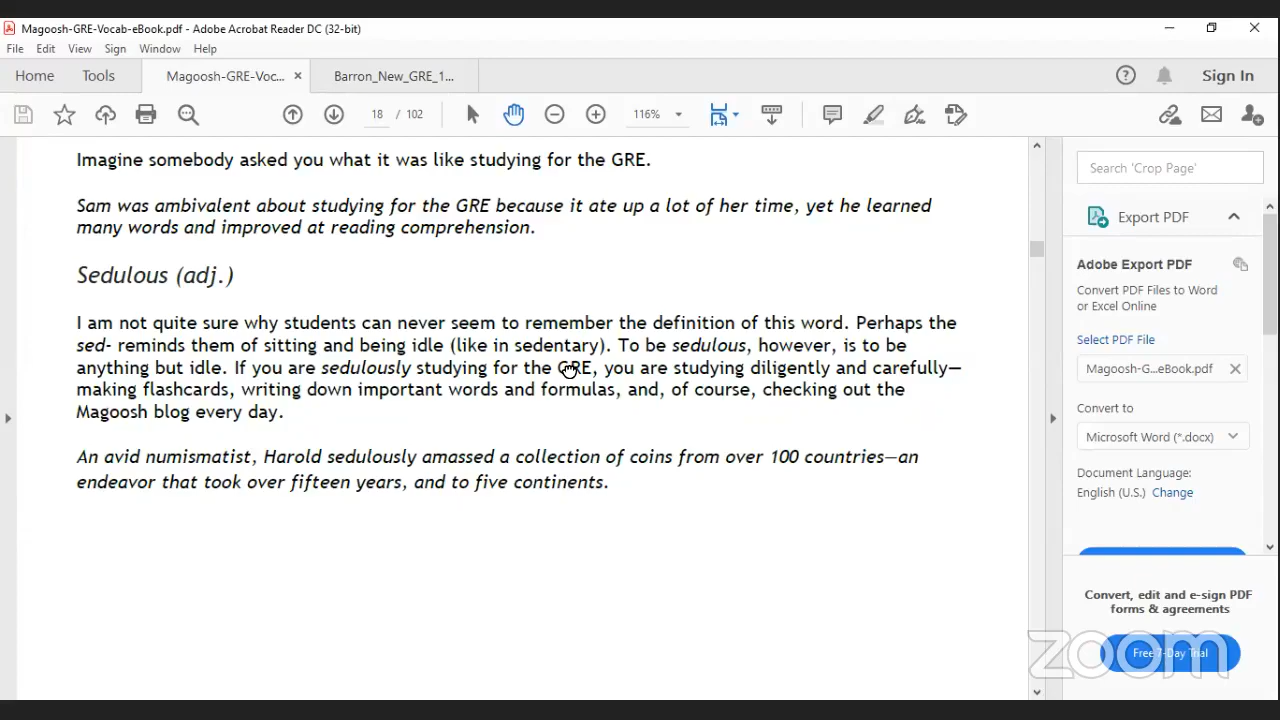 Magoosh-GRE-Vocab-eBook.pdf - Adobe Acrobat Reader DC (32-bit)
File Edit View Sign Window Help
Home Tools Magoosh-GRE-Voc... × Barron_New_GRE_1... Sign In
18 / 102 116%
Imagine somebody asked you what it was like studying for the GRE.
Sam was ambivalent about studying for the GRE because it ate up a lot of her time, yet he learned
many words and improved at reading comprehension.
Sedulous (adj.)
I am not quite sure why students can never seem to remember the definition of this word. Perhaps the
sed- reminds them of sitting and being idle (like in sedentary). To be sedulous, however, is to be
anything but idle. If you are sedulously studying for the GRE, you are studying diligently and carefully—
making flashcards, writing down important words and formulas, and, of course, checking out the
Magoosh blog every day.
An avid numismatist, Harold sedulously amassed a collection of coins from over 100 countries—an
endeavor that took over fifteen years, and to five continents.
Search 'Crop Page'
Export PDF
Adobe Export PDF
Convert PDF Files to Word
or Excel Online
Select PDF File
Magoosh-G...eBook.pdf
Convert to
Microsoft Word (*.docx)
Document Language:
English (U.S.) Change
Convert, edit and e-sign PDF
forms & agreements
Free 7-Day Trial
zoom